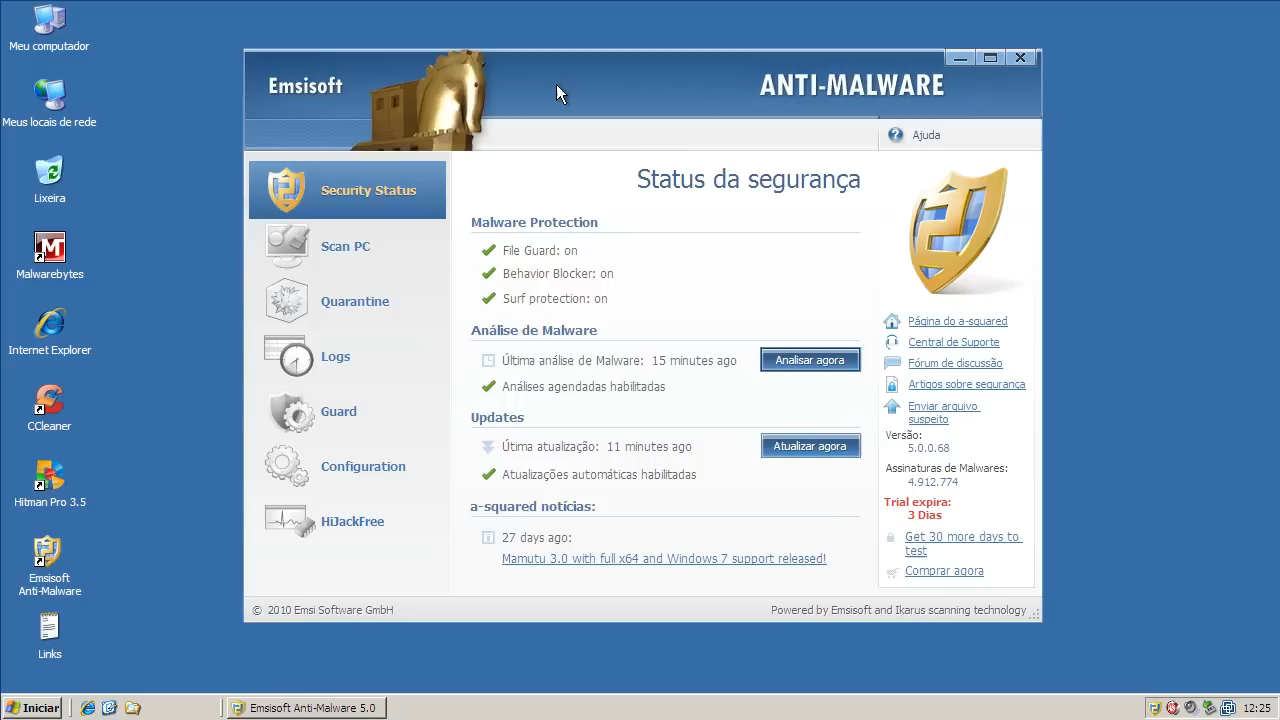 Meu computador
Meus locais de rede
Lixeira
Malwarebytes
Internet Explorer
CCleaner
Hitman Pro 3.5
Emsisoft
Anti-Malware
Links
Emsisoft
ANTI-MALWARE
Ajuda
Security Status
Scan PC
Quarantine
Logs
Guard
Configuration
HiJackFree
Status da segurança
Malware Protection
File Guard: on
Behavior Blocker: on
Surf protection: on
Análise de Malware
Última análise de Malware: 15 minutes ago
Analisar agora
Análises agendadas habilitadas
Updates
Útima atualização: 11 minutes ago
Atualizar agora
Atualizações automáticas habilitadas
a-squared notícias:
27 days ago:
Mamutu 3.0 with full x64 and Windows 7 support released!
Página do a-squared
Central de Suporte
Fórum de discussão
Artigos sobre segurança
Enviar arquivo
suspeito
Versão:
5.0.0.68
Assinaturas de Malwares:
4.912.774
Trial expira:
3 Dias
Get 30 more days to
test
Comprar agora
© 2010 Emsi Software GmbH
Powered by Emsisoft and Ikarus scanning technology
Iniciar
Emsisoft Anti-Malware 5.0
12:25